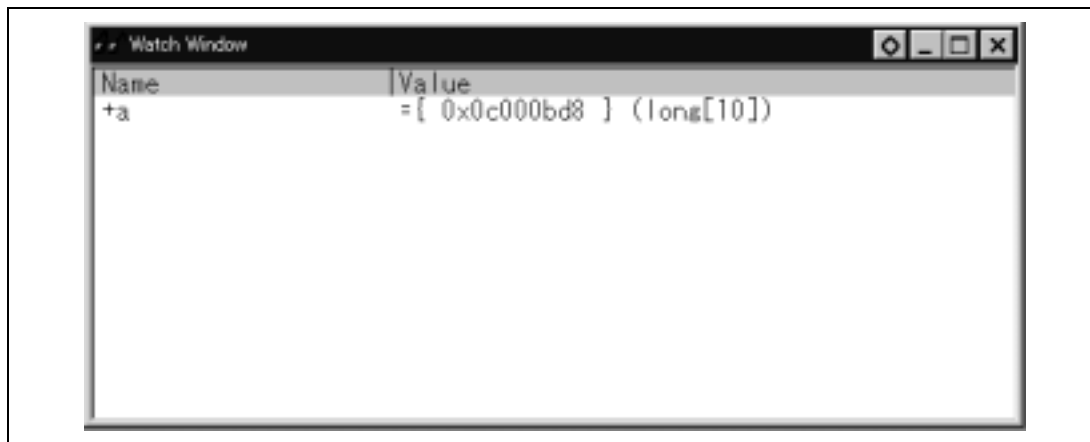 Watch Window
Name Value
+a ={ 0x0c000bd8 } (long[10])